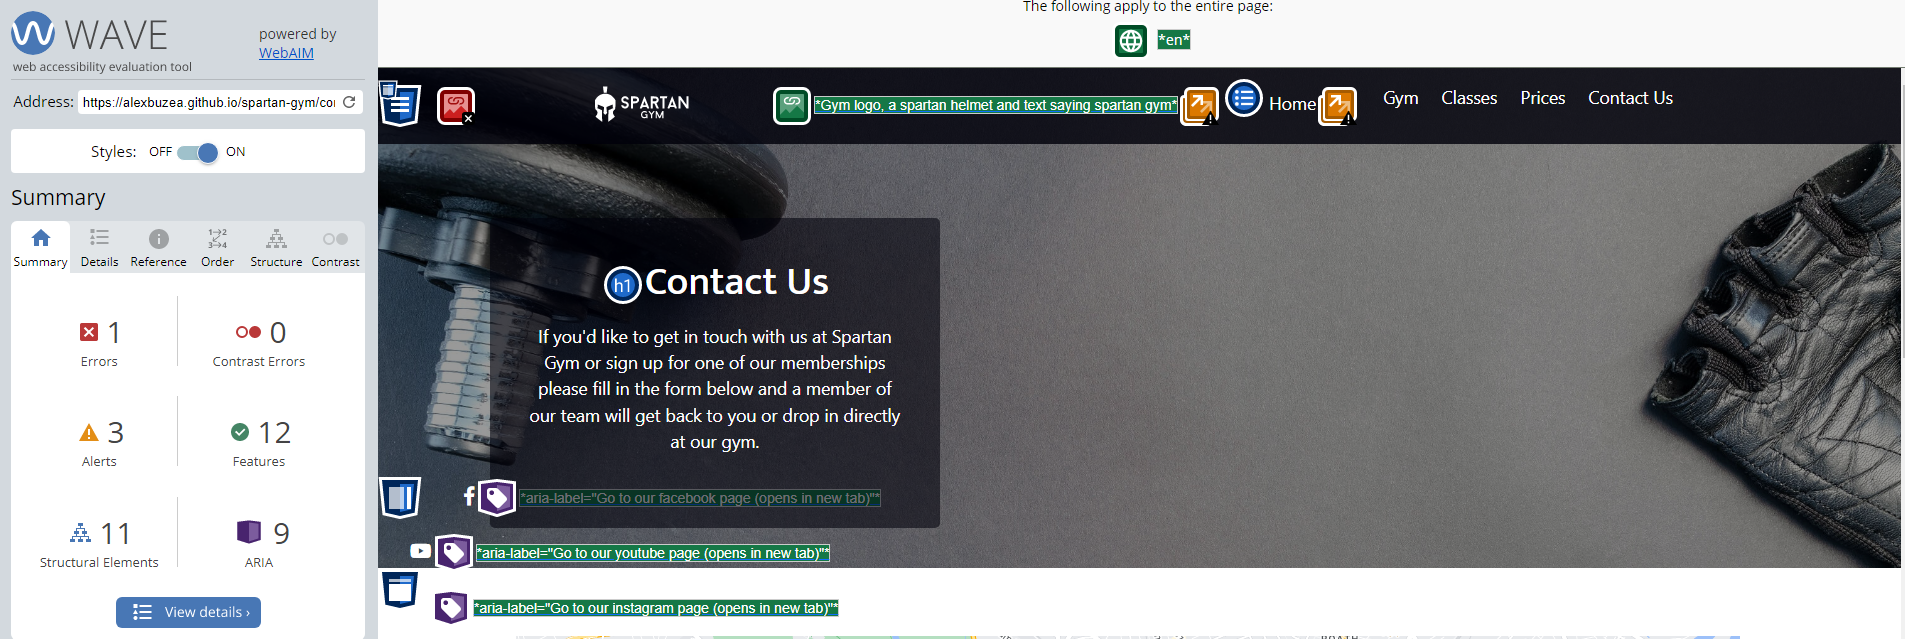 WAVE
powered by
WebAIM
web accessibility evaluation tool
Address: https://alexbuzea.github.io/spartan-gym/co
Styles: OFF ON
Summary
Summary Details Reference Order Structure Contrast
1
Errors
0
Contrast Errors
3
Alerts
12
Features
11
Structural Elements
9
ARIA
View details ›
The following apply to the entire page:
*en*
SPARTAN
GYM
*Gym logo, a spartan helmet and text saying spartan gym*
Home Gym Classes Prices Contact Us
h1 Contact Us
If you'd like to get in touch with us at Spartan
Gym or sign up for one of our memberships
please fill in the form below and a member of
our team will get back to you or drop in directly
at our gym.
*aria-label="Go to our facebook page (opens in new tab)"*
*aria-label="Go to our youtube page (opens in new tab)"*
*aria-label="Go to our instagram page (opens in new tab)"*